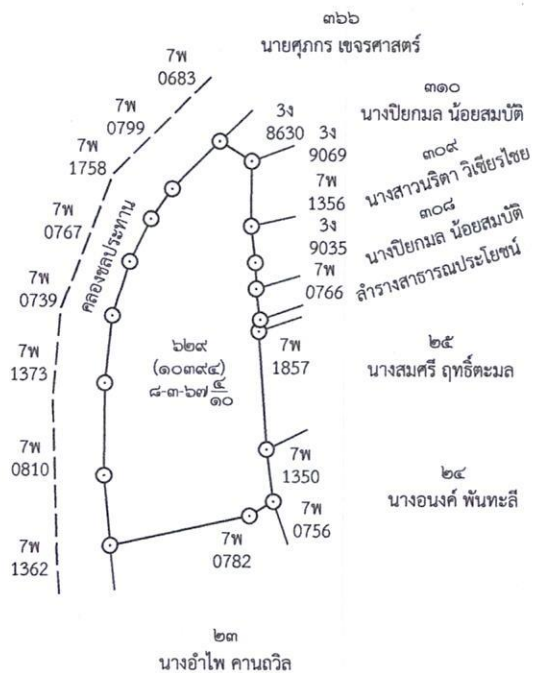 ๓๖๖
นายศุภกร เขจรศาสตร์
7พ
0683
๓๑๐
นางปิยกมล น้อยสมบัติ
3ง
8630
7พ
0799
3ง
9069
๓๐๙
นางสาวนริตา วิเชียรไชย
7พ
1758
7พ
1356
๓๐๘
นางปิยกมล น้อยสมบัติ
ลำรางสาธารณประโยชน์
7พ
0767
คลองชลประทาน
3ง
9035
7พ
0739
7พ
0766
๖๒๙
(๑๐๓๙๔)
๘-๓-๖๗ ๕/๑๐
7พ
1857
๒๕
นางสมศรี ฤทธิ์ตะมล
7พ
1373
7พ
0810
7พ
1350
๒๔
นางอนงค์ พันทะลี
7พ
0756
7พ
0782
7พ
1362
๒๓
นางอำไพ คานถวิล